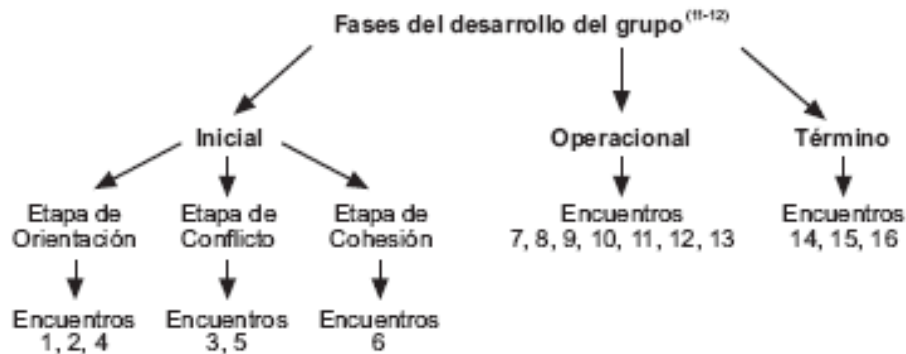 Fases del desarrollo del grupo (11-12)
Inicial
Operacional
Término
Etapa de
Orientación
Etapa de
Conflicto
Etapa de
Cohesión
Encuentros
7, 8, 9, 10, 11, 12, 13
Encuentros
14, 15, 16
Encuentros
1, 2, 4
Encuentros
3, 5
Encuentros
6